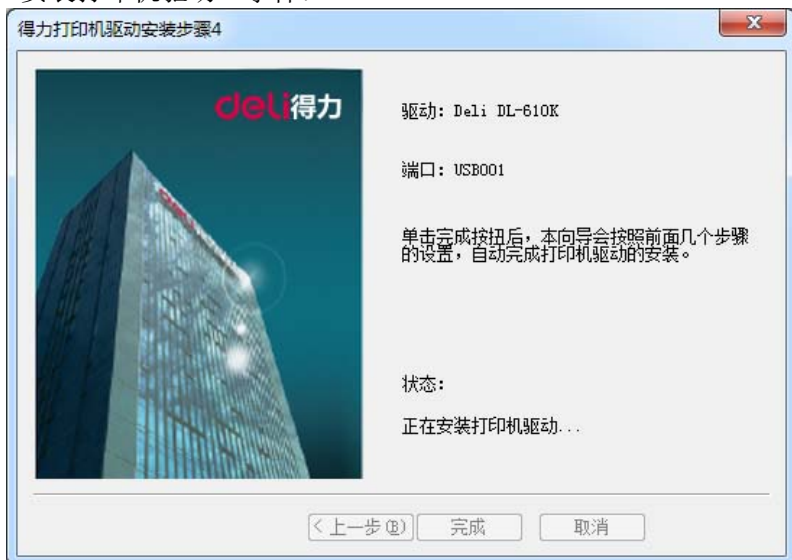 得力打印机驱动安装步骤4
deli得力
驱动: Deli DL-610K
端口: USB001
单击完成按扭后，本向导会按照前面几个步骤
的设置，自动完成打印机驱动的安装。
状态:
正在安装打印机驱动...
<上一步(B) 完成 取消